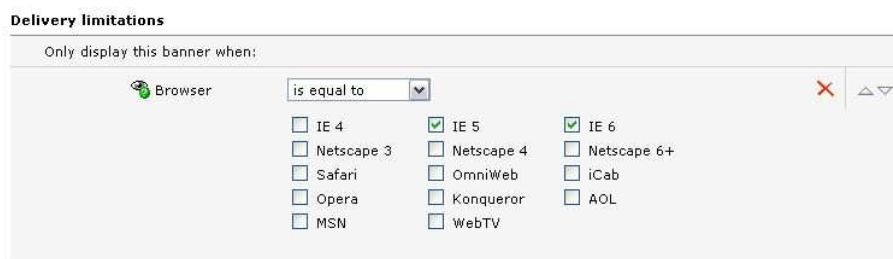 Delivery limitations
Only display this banner when:
Browser is equal to
IE 4 IE 5 IE 6
Netscape 3 Netscape 4 Netscape 6+
Safari OmniWeb iCab
Opera Konqueror AOL
MSN WebTV